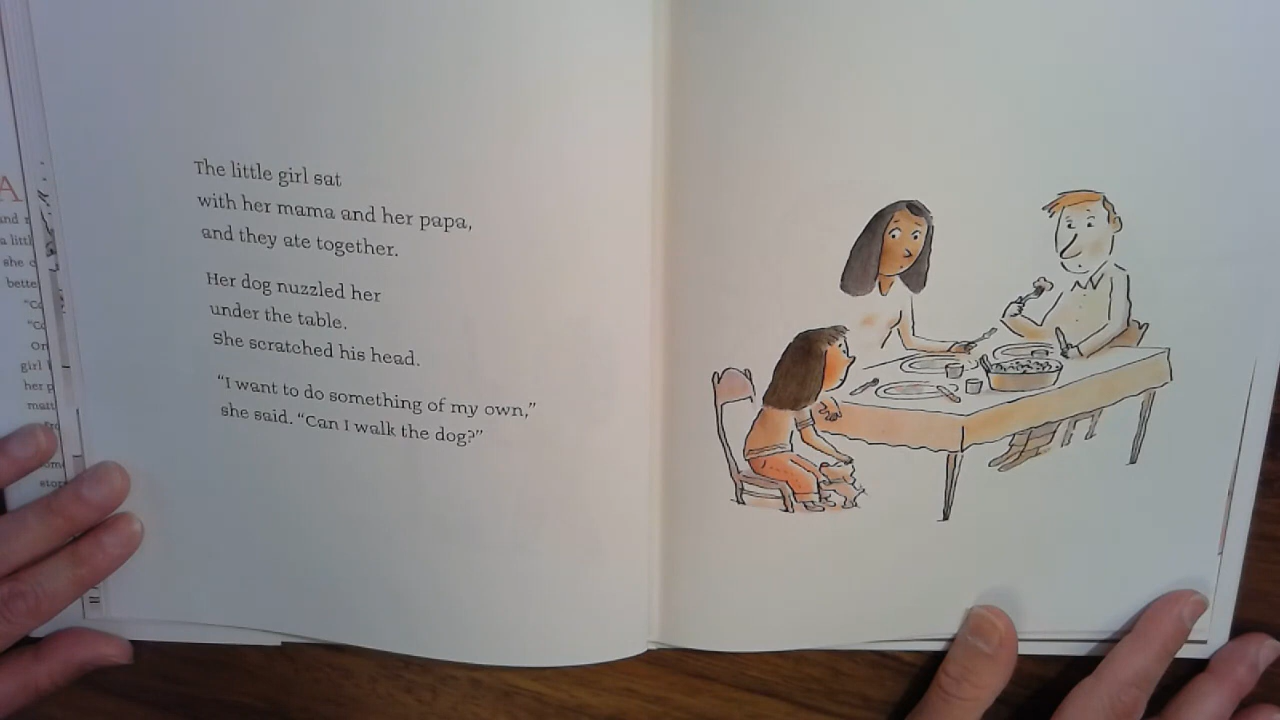 The little girl sat
with her mama and her papa,
and they ate together.
Her dog nuzzled her
under the table.
She scratched his head.
“I want to do something of my own,”
she said. “Can I walk the dog?”